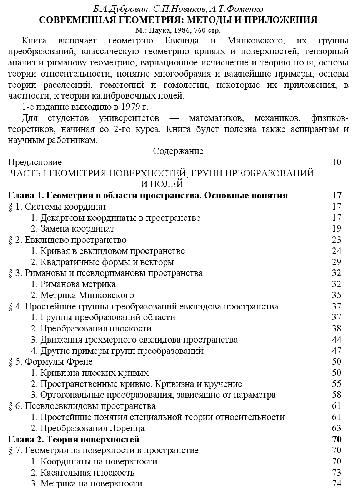 Б.А.Дубровин, С.П.Новиков, А.Т.Фоменко
СОВРЕМЕННАЯ ГЕОМЕТРИЯ: МЕТОДЫ И ПРИЛОЖЕНИЯ
М.: Наука, 1986, 760 стр.
Книга включает геометрию Евклида и Минковского, их группы
преобразований, классическую геометрию кривых и поверхностей, тензорный
анализ и риманову геометрию, вариационное исчисление и теорию поля, основы
теории относительности, понятие многообразия и важнейшие примеры, основы
теории расслоений, гомотопий и гомологии, некоторые их приложения, в
частности, к теории калибровочных полей.
1-е издание выходило в 1979 г.
Для студентов университетов — математиков, механиков, физиков-
теоретиков, начиная со 2-го курса. Книга будет полезна также аспирантам и
научным работникам.
Содержание
Предисловие 10
ЧАСТЬ I ГЕОМЕТРИЯ ПОВЕРХНОСТЕЙ, ГРУПП ПРЕОБРАЗОВАНИЙ
И ПОЛЕЙ
Глава 1. Геометрия и области пространства. Основные понятия 17
§ 1. Системы координат 17
1. Декартовы координаты в пространстве 17
2. Замена координат 19
§ 2. Евклидово пространство 23
1. Кривая в евклидовом пространстве 24
2. Квадратичные формы и векторы 29
§ 3. Римановы и псевдоримановы пространства 32
1. Риманова метрика 32
2. Метрика Минковского 35
§ 4. Простейшие группы преобразований евклидова пространства 37
1. Группы преобразований области 37
2. Преобразования плоскости 38
3. Движения трехмерного евклидова пространства 44
4. Другие примеры групп преобразований 47
§ 5. Формулы Френе 50
1. Кривизна плоских кривых 50
2. Пространственные кривые. Кривизна и кручение 55
3. Ортогональные преобразования, зависящие от параметра 58
§ 6. Псевдоевклидовы пространства 61
1. Простейшие понятия специальной теории относительности 61
2. Преобразования Лоренца 63
Глава 2. Теория поверхностей 70
§ 7. Геометрия на поверхности в пространстве 70
1. Координаты на поверхности 70
2. Касательная плоскость 73
3. Метрика на поверхности 74